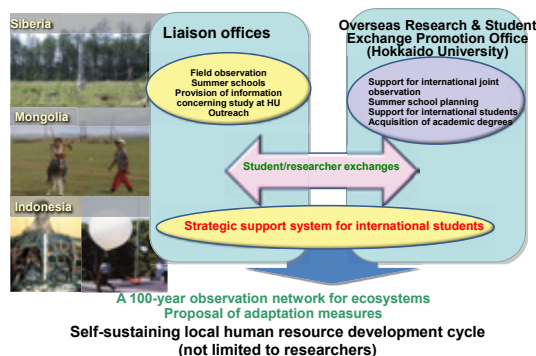 Siberia
Mongolia
Indonesia
Liaison offices
Field observation
Summer schools
Provision of information
concerning study at HU
Outreach
Overseas Research & Student
Exchange Promotion Office
(Hokkaido University)
Support for international joint
observation
Summer school planning
Support for international students
Acquisition of academic degrees
Student/researcher exchanges
Strategic support system for international students
A 100-year observation network for ecosystems
Proposal of adaptation measures
Self-sustaining local human resource development cycle
(not limited to researchers)